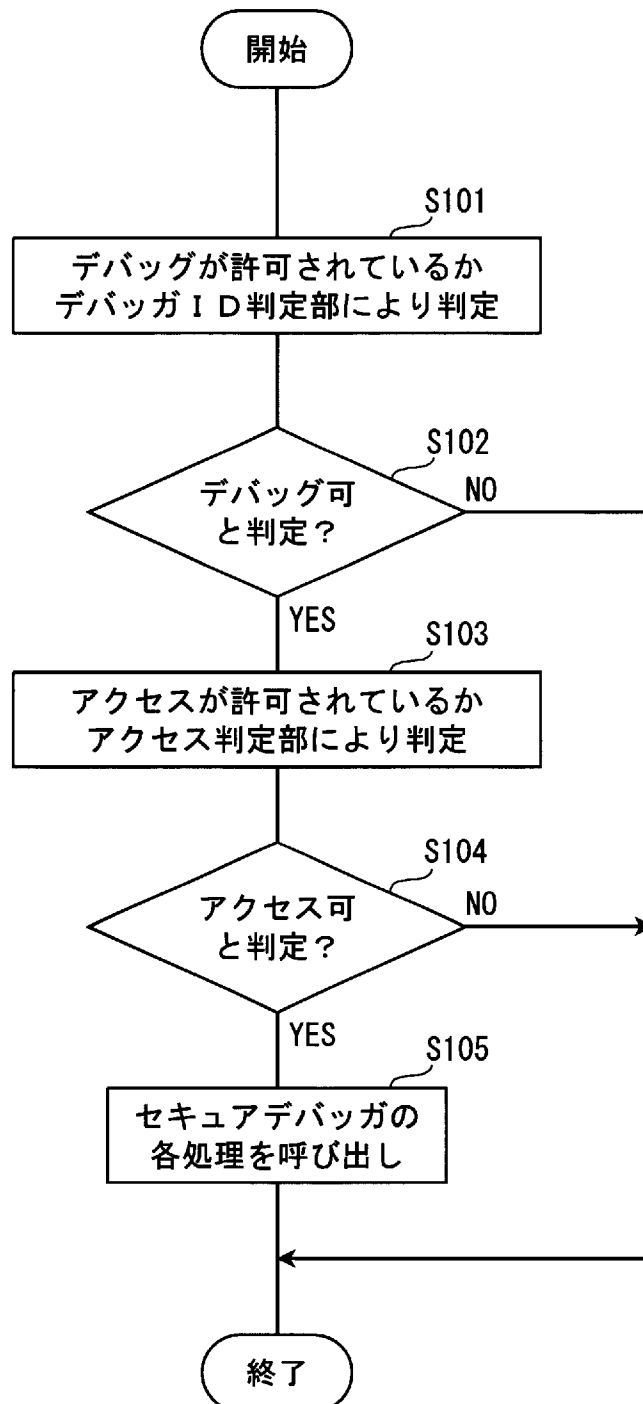 開始
S101
デバッグが許可されているか
デバッガＩＤ判定部により判定
S102
デバッグ可
と判定？
NO
YES
S103
アクセスが許可されているか
アクセス判定部により判定
S104
アクセス可
と判定？
NO
YES
S105
セキュアデバッガの
各処理を呼び出し
終了